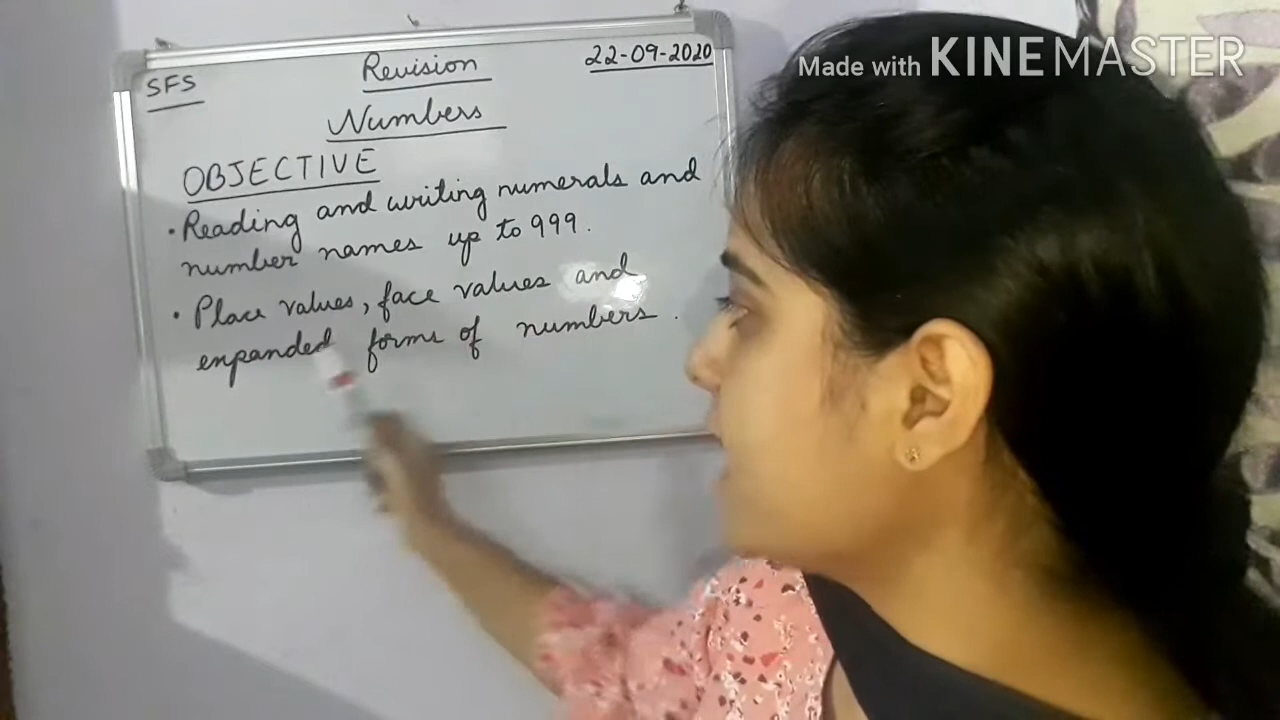 Made with KINEMASTER
SFS
Revision
22-09-2020
Numbers
OBJECTIVE
• Reading and writing numerals and
number names up to 999.
• Place values, face values and
expanded forms of numbers.